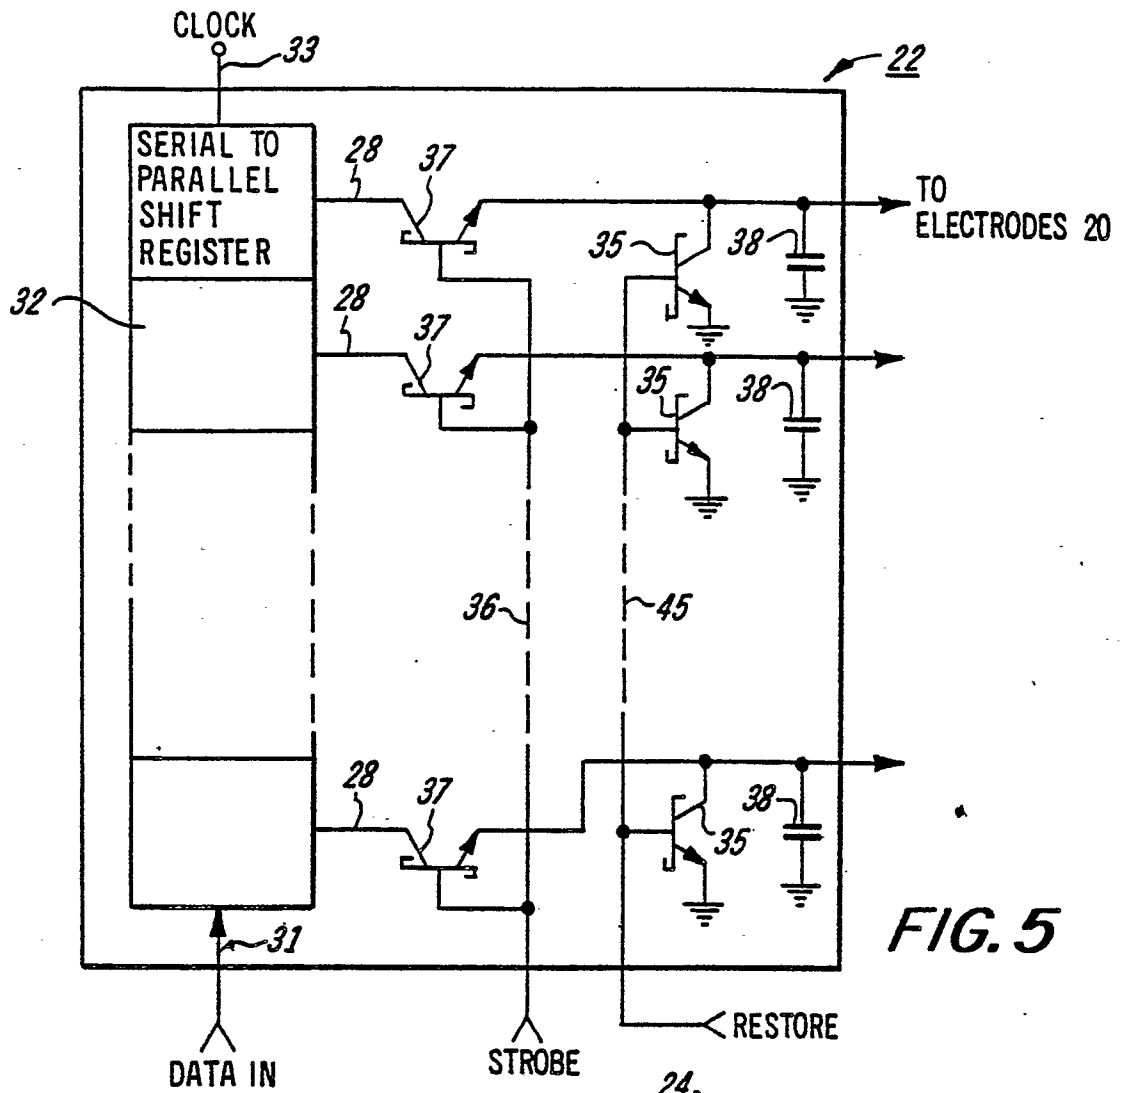 CLOCK
33
22
SERIAL TO
PARALLEL
SHIFT
REGISTER
28
37
35
38
TO
ELECTRODES 20
32
28
37
35
38
36
45
28
37
38
35
31
FIG. 5
RESTORE
STROBE
DATA IN
24